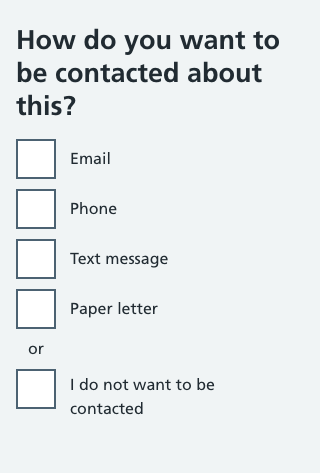 How do you want to
be contacted about
this?
Email
Phone
Text message
Paper letter
or
I do not want to be
contacted